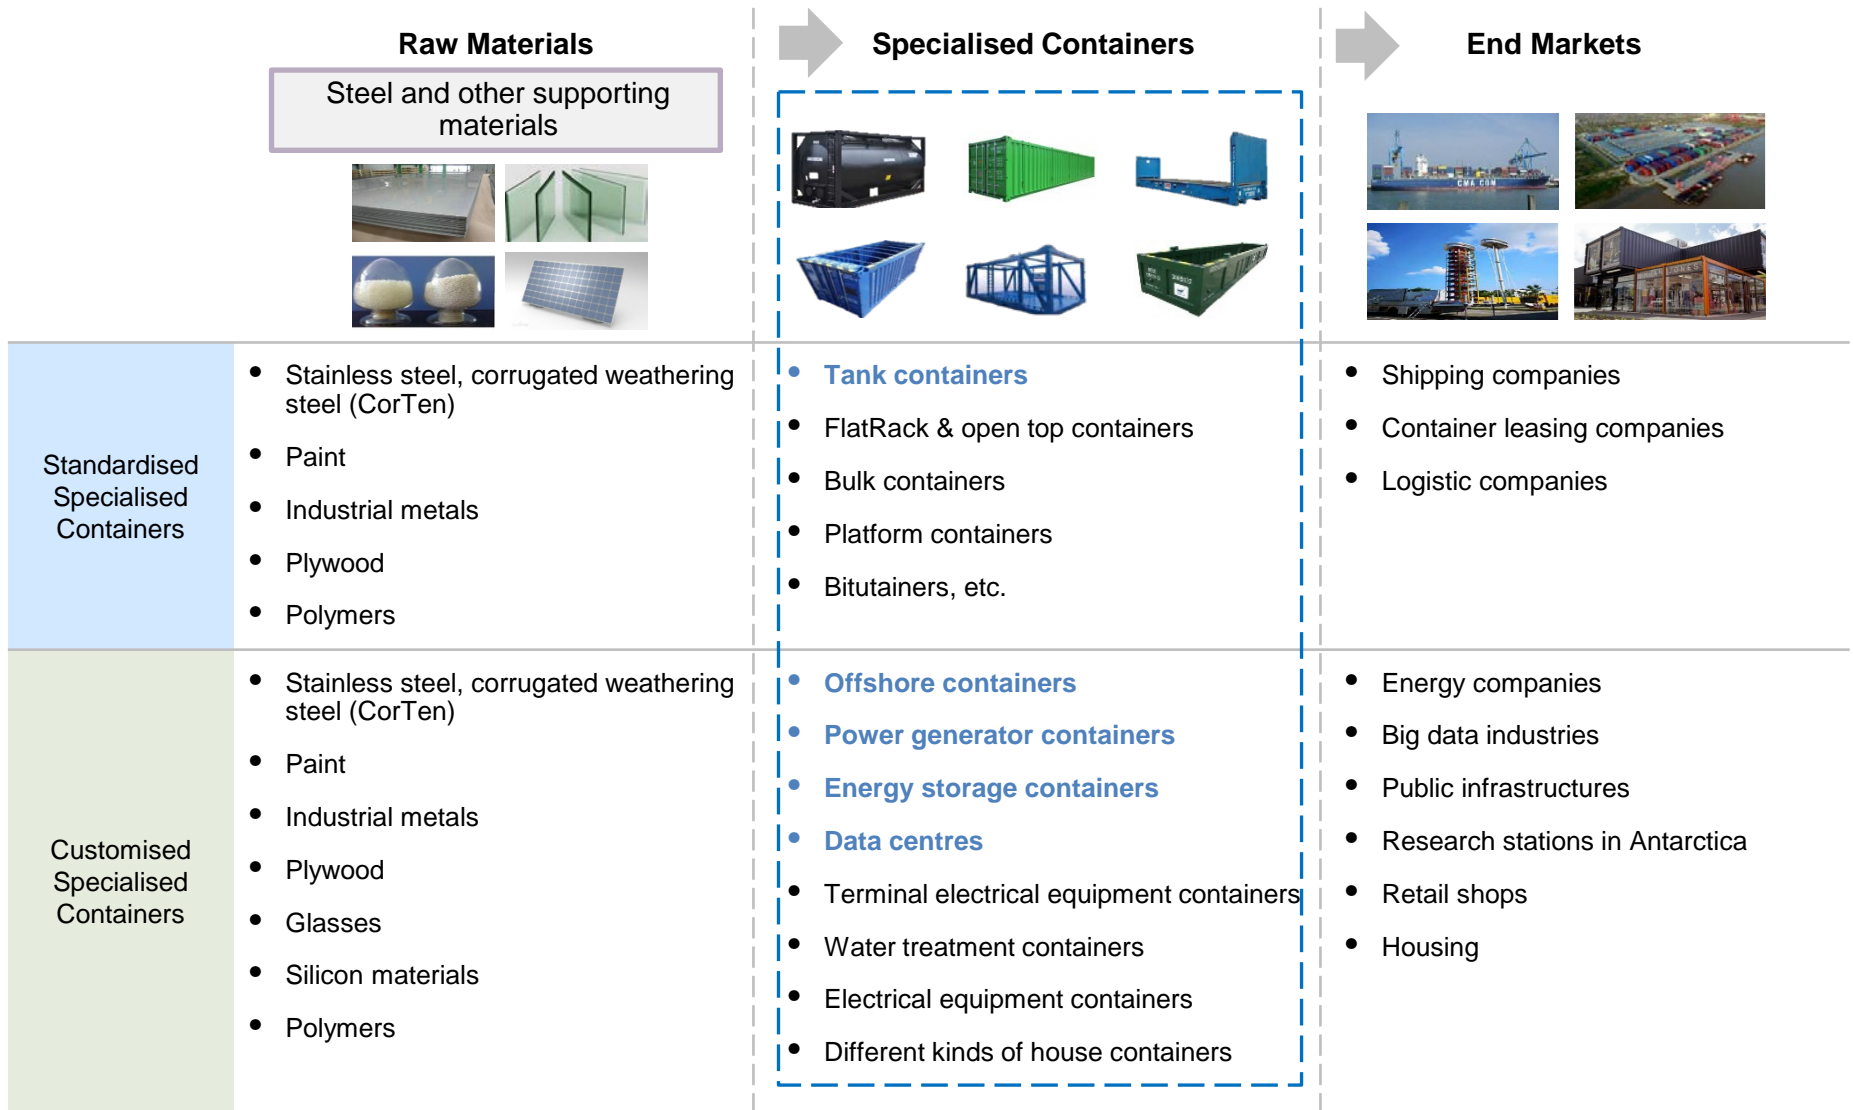 Raw Materials
Specialised Containers
End Markets
Steel and other supporting
materials
CMA CGM
Standardised
Specialised
Containers
• Stainless steel, corrugated weathering
steel (CorTen)
• Paint
• Industrial metals
• Plywood
• Polymers
• Tank containers
• FlatRack & open top containers
• Bulk containers
• Platform containers
• Bitutainers, etc.
• Shipping companies
• Container leasing companies
• Logistic companies
Customised
Specialised
Containers
• Stainless steel, corrugated weathering
steel (CorTen)
• Paint
• Industrial metals
• Plywood
• Glasses
• Silicon materials
• Polymers
• Offshore containers
• Power generator containers
• Energy storage containers
• Data centres
• Terminal electrical equipment containers
• Water treatment containers
• Electrical equipment containers
• Different kinds of house containers
• Energy companies
• Big data industries
• Public infrastructures
• Research stations in Antarctica
• Retail shops
• Housing